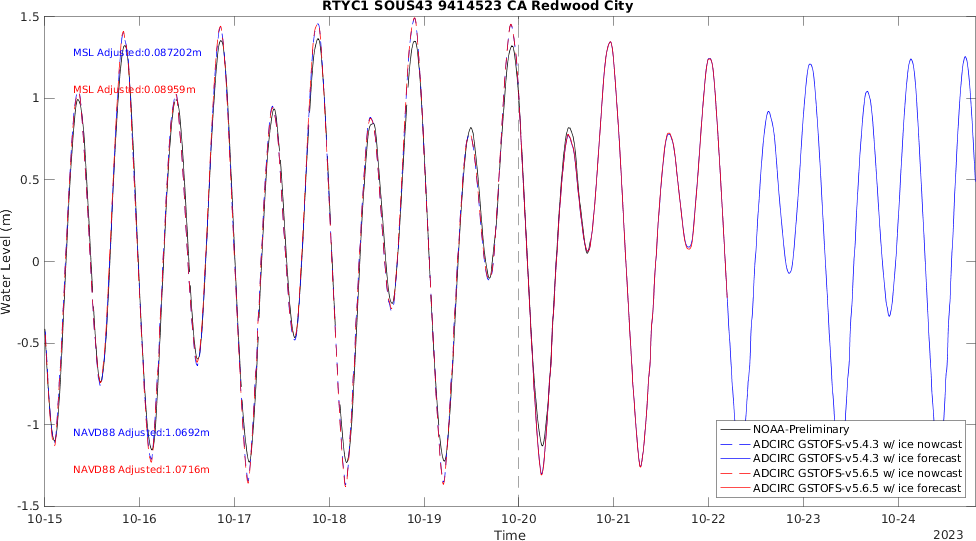 RTYC1 SOUS43 9414523 CA Redwood City
1.5
1
0.5
0
-0.5
-1
-1.5
Water Level (m)
MSL Adjusted:0.087202m
MSL Adjusted:0.08959m
NAVD88 Adjusted:1.0692m
NAVD88 Adjusted:1.0716m
NOAA-Preliminary
ADCIRC GSTOFS-v5.4.3 w/ ice nowcast
ADCIRC GSTOFS-v5.4.3 w/ ice forecast
ADCIRC GSTOFS-v5.6.5 w/ ice nowcast
ADCIRC GSTOFS-v5.6.5 w/ ice forecast
10-15 10-16 10-17 10-18 10-19 10-20 10-21 10-22 10-23 10-24
Time
2023